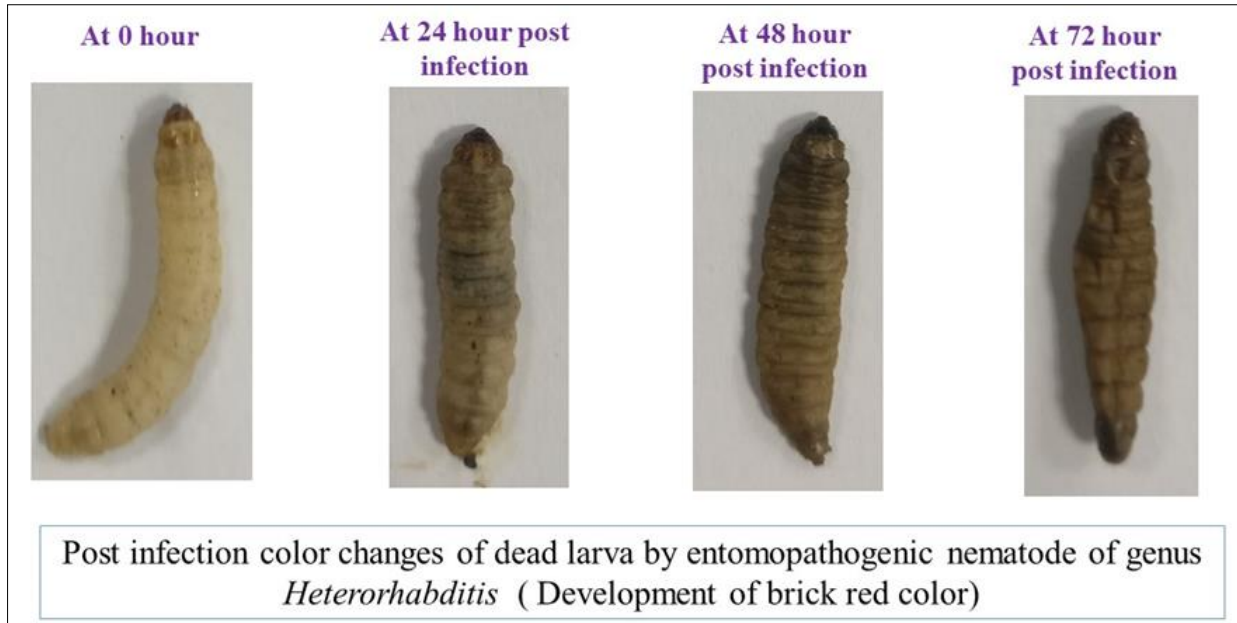 At 0 hour
At 24 hour post
infection
At 48 hour
post infection
At 72 hour
post infection
Post infection color changes of dead larva by entomopathogenic nematode of genus
Heterorhabditis ( Development of brick red color)